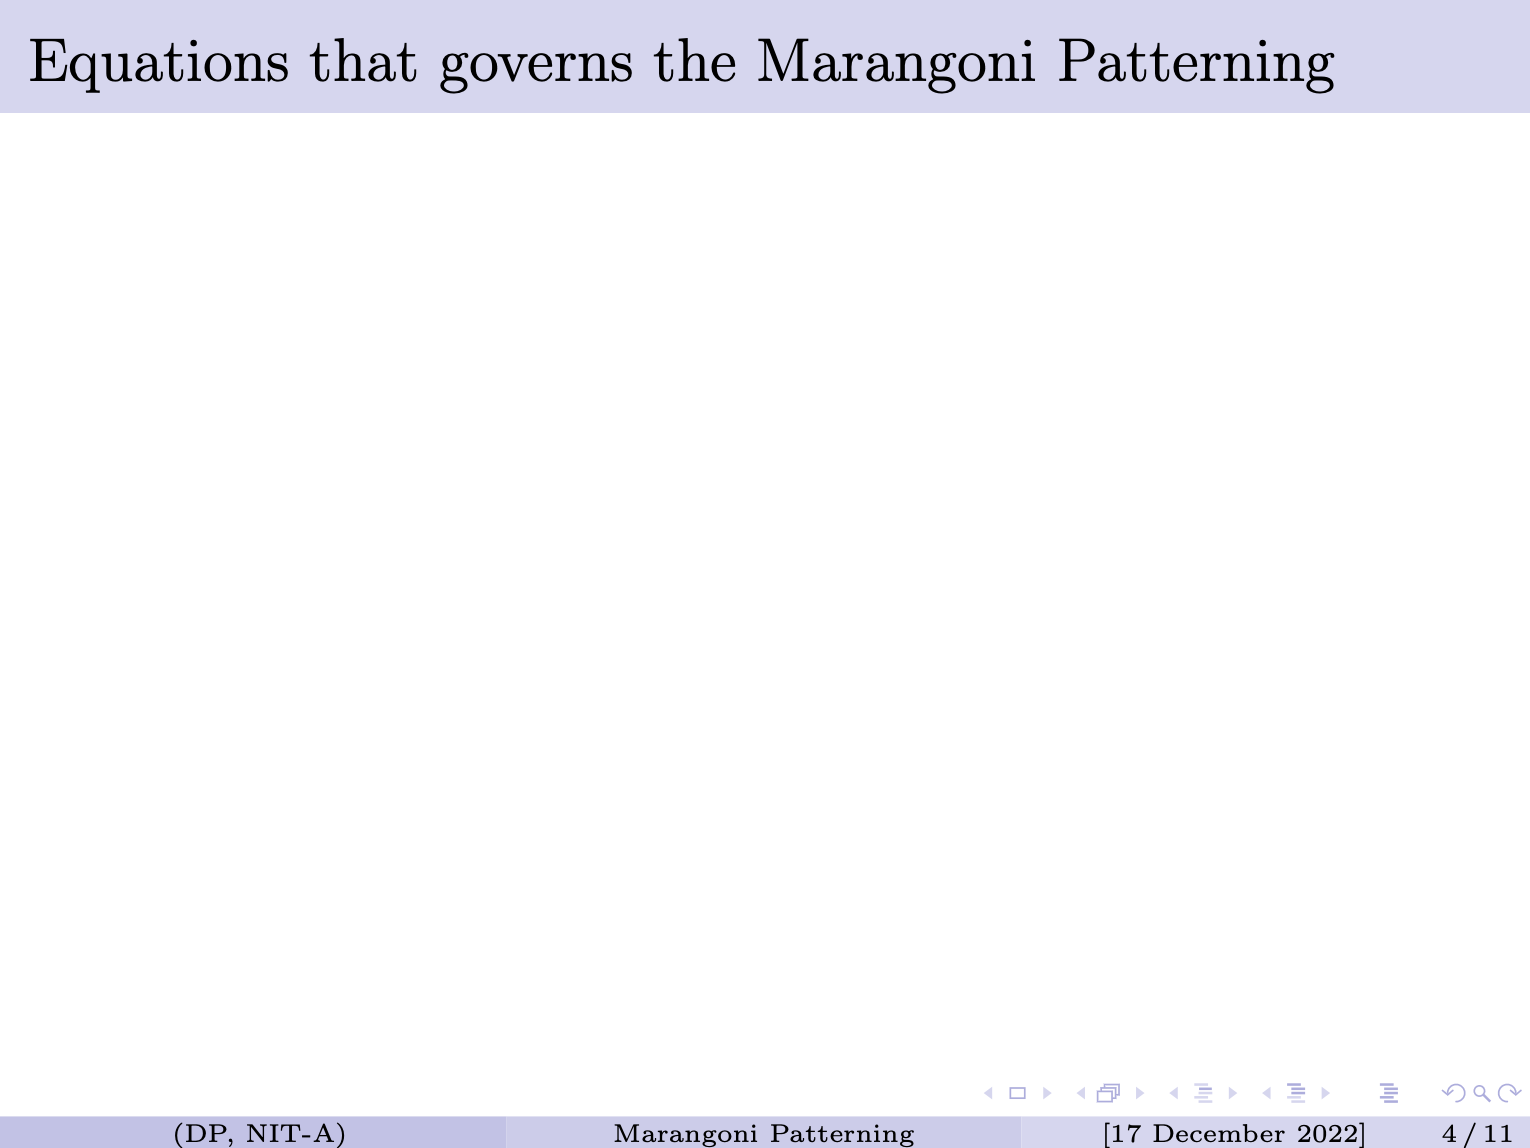 Equations that governs the Marangoni Patterning
(DP, NIT-A) Marangoni Patterning [17 December 2022] 4 / 11